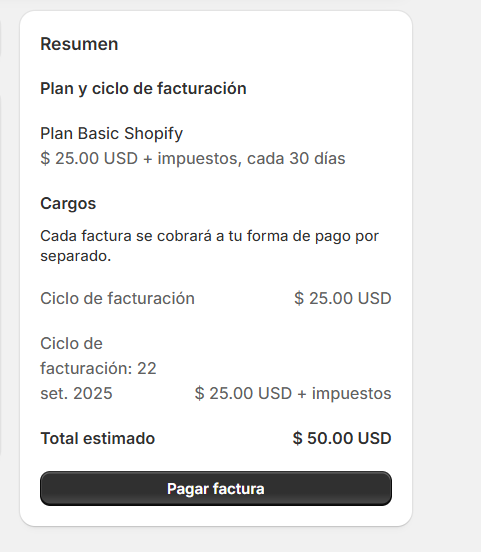 Resumen
Plan y ciclo de facturación
Plan Basic Shopify
$ 25.00 USD + impuestos, cada 30 días
Cargos
Cada factura se cobrará a tu forma de pago por
separado.
Ciclo de facturación $ 25.00 USD
Ciclo de
facturación: 22
set. 2025 $ 25.00 USD + impuestos
Total estimado $ 50.00 USD
Pagar factura